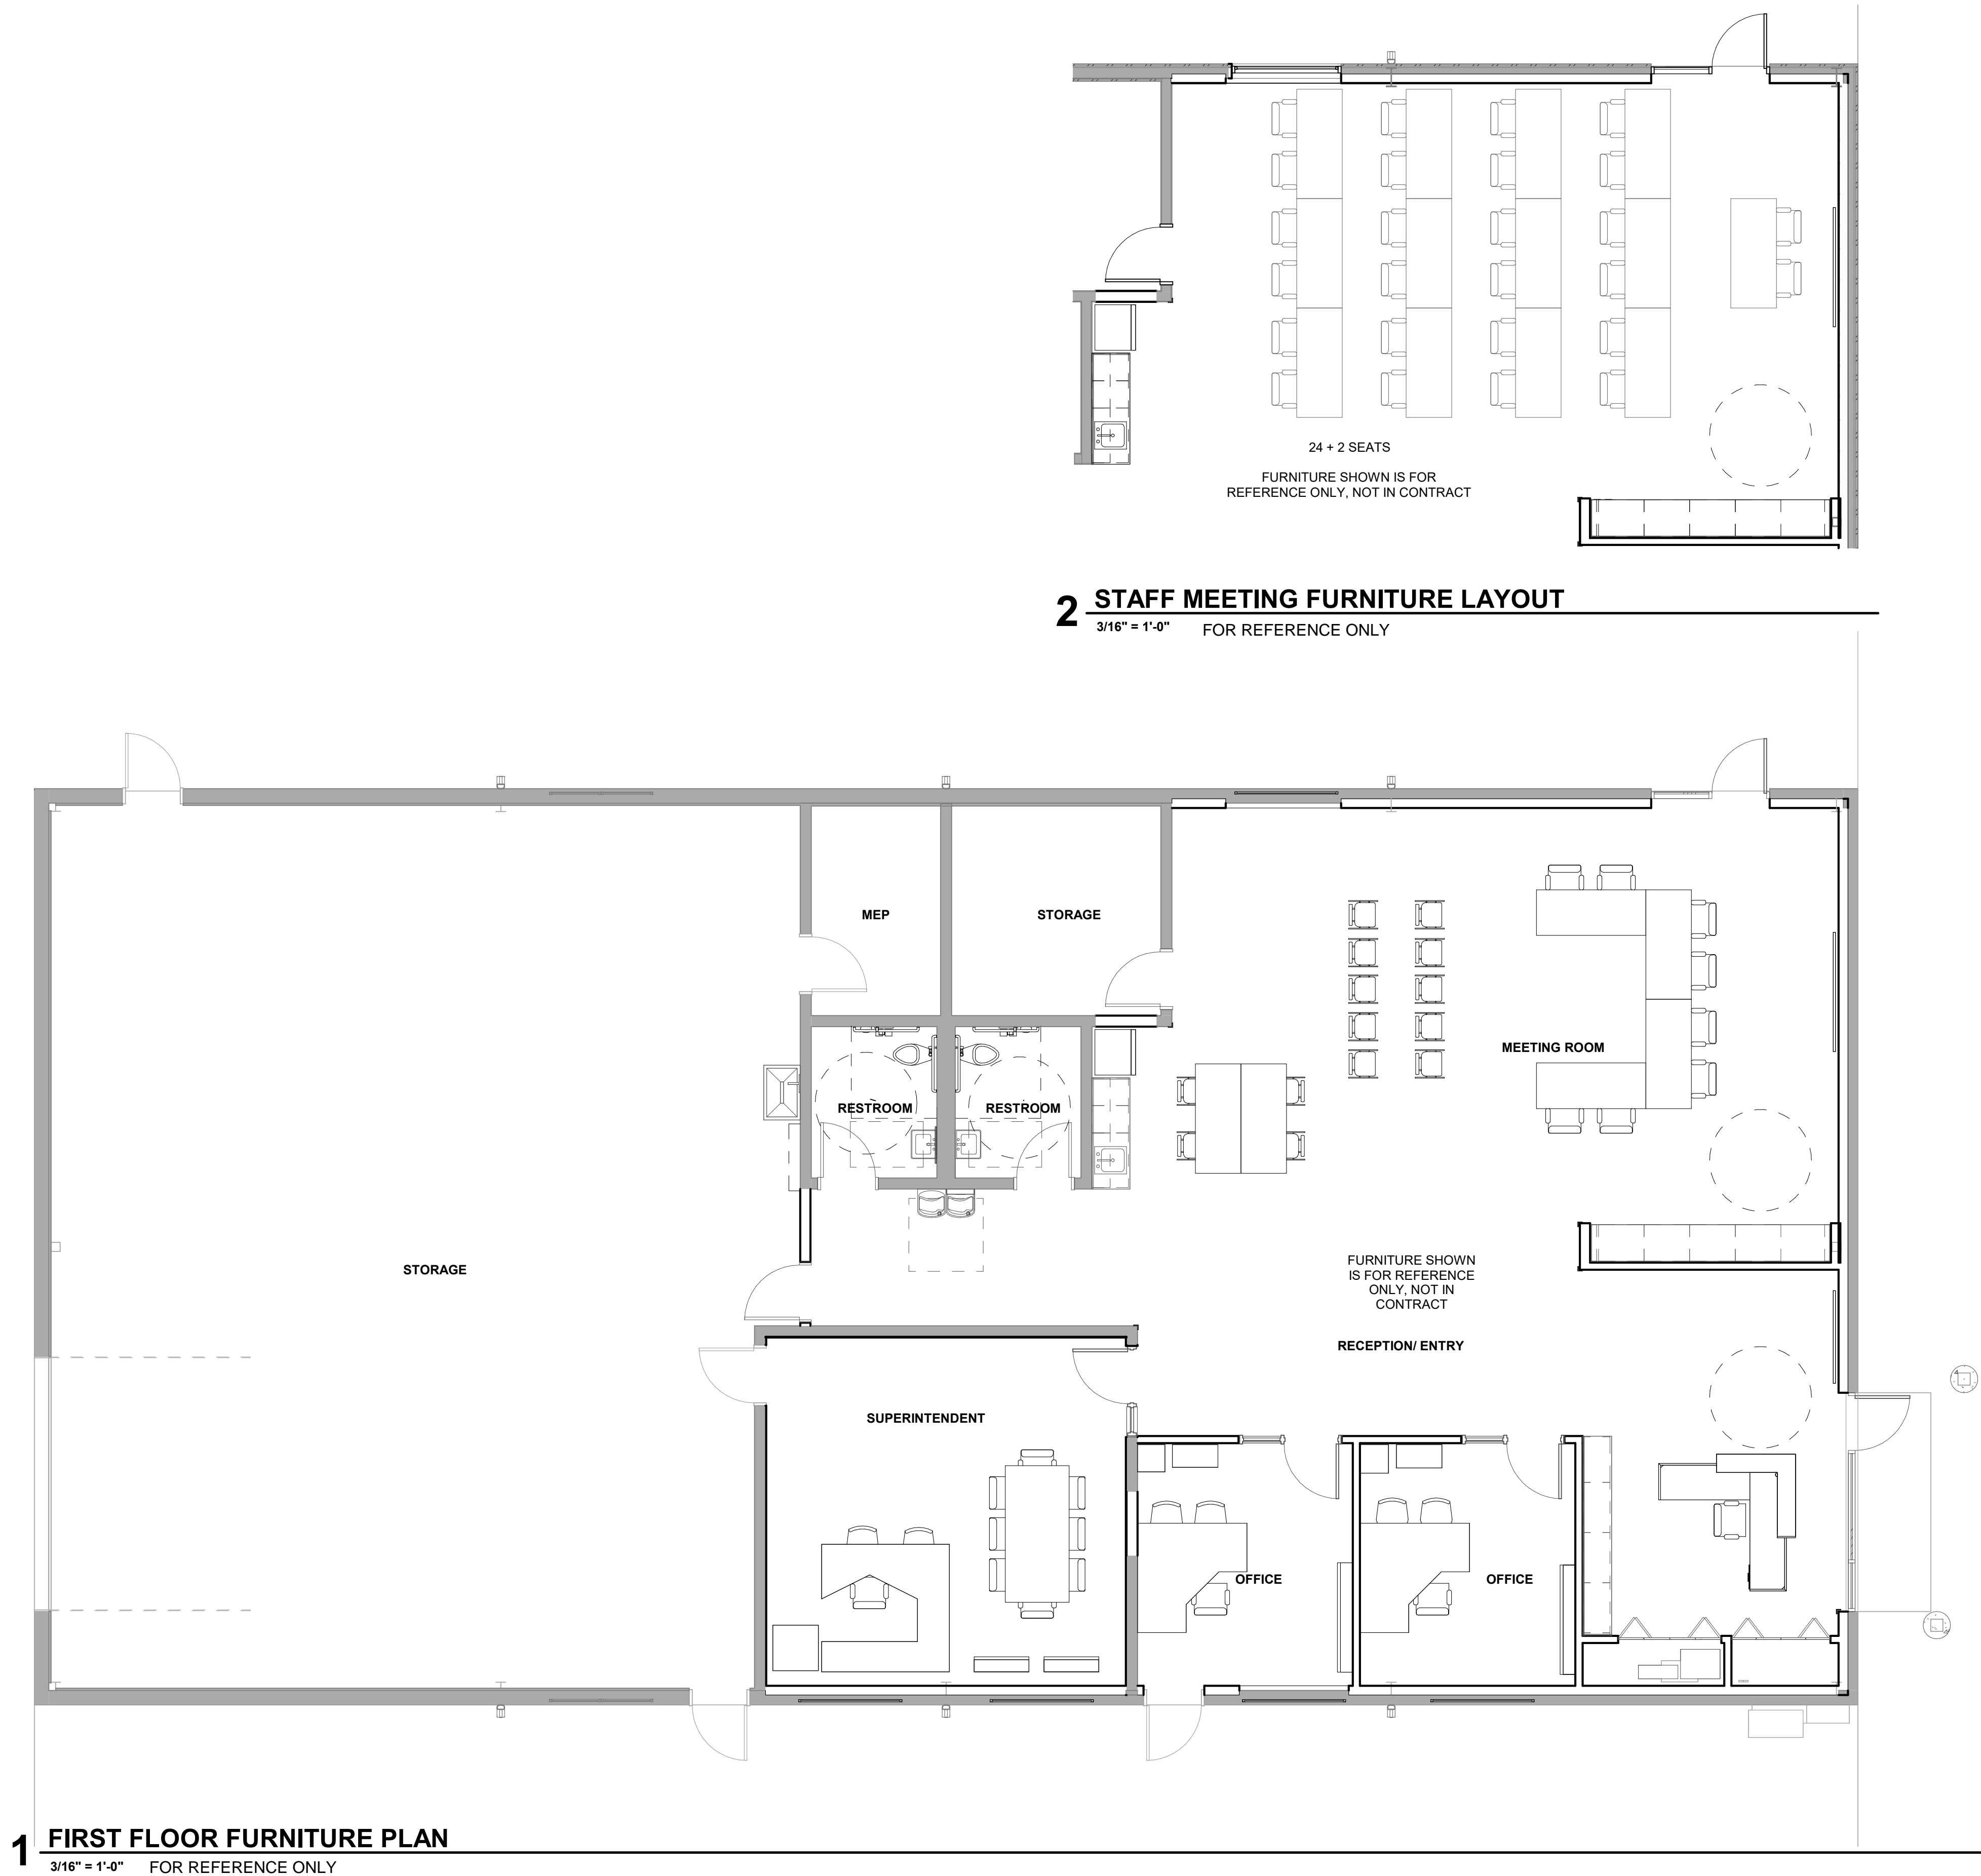 24 + 2 SEATS
FURNITURE SHOWN IS FOR
REFERENCE ONLY, NOT IN CONTRACT
2 STAFF MEETING FURNITURE LAYOUT
3/16" = 1'-0" FOR REFERENCE ONLY
MEP
STORAGE
MEETING ROOM
RESTROOM
RESTROOM
STORAGE
FURNITURE SHOWN
IS FOR REFERENCE
ONLY, NOT IN
CONTRACT
RECEPTION/ ENTRY
SUPERINTENDENT
OFFICE
OFFICE
1 FIRST FLOOR FURNITURE PLAN
3/16" = 1'-0" FOR REFERENCE ONLY